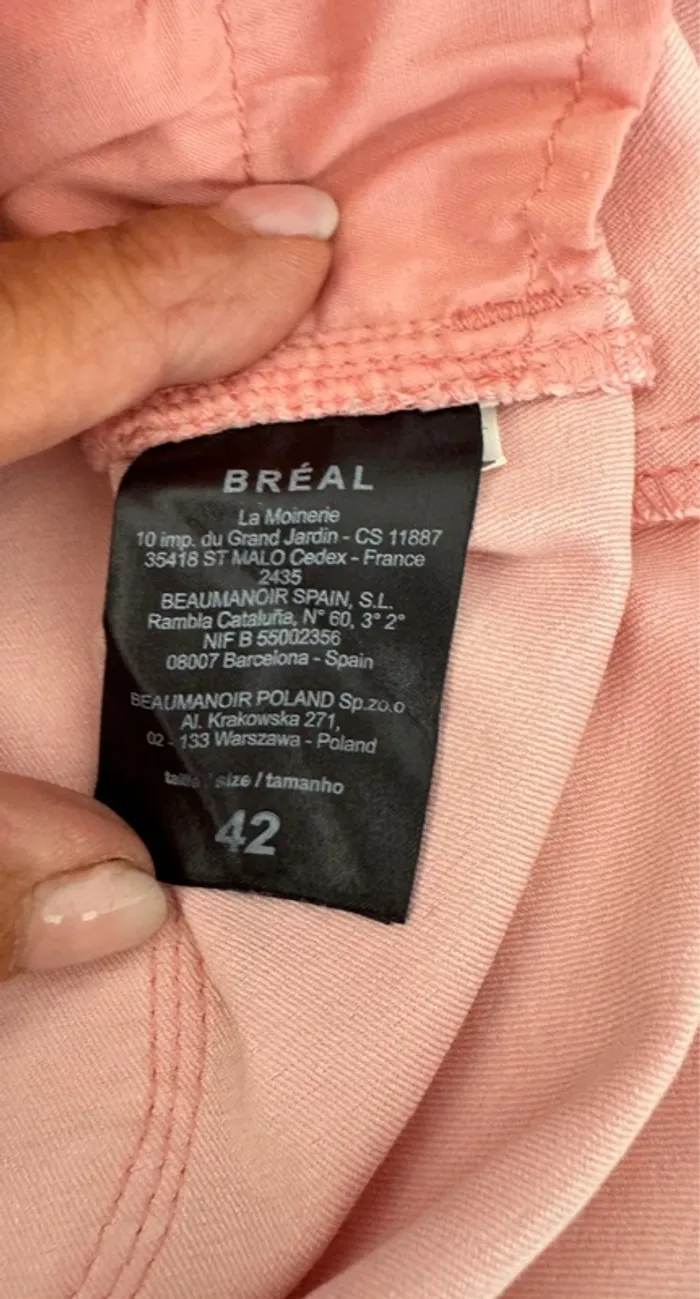 BRÉAL
La Moinerie
10 imp. du Grand Jardin - CS 11887
35418 ST MALO Cedex - France
2435
BEAUMANOIR SPAIN, S.L.
Rambla Cataluña, N° 60, 3° 2°
NIF B 55002356
08007 Barcelona - Spain
BEAUMANOIR POLAND Sp.zo.o
Al. Krakowska 271,
02 - 133 Warszawa - Poland
taille / size / tamanho
42